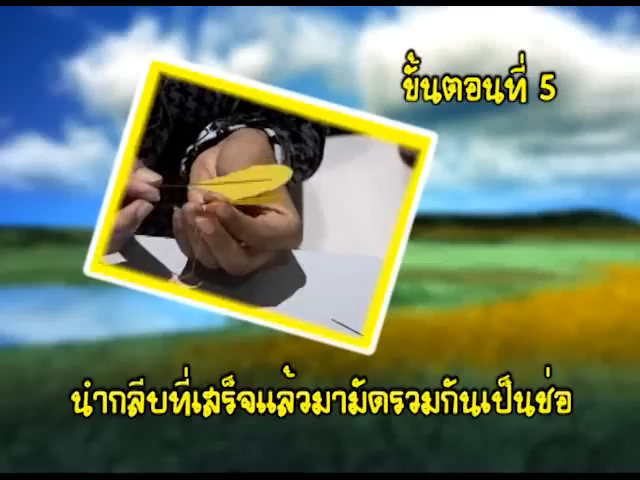 ขั้นตอนที่ 5
นำกลีบที่เสร็จแล้วมามัดรวมกันเป็นช่อ